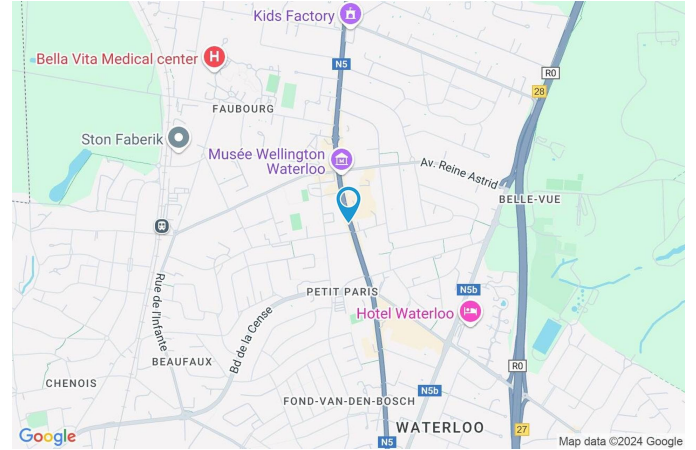 Kids Factory
N5
R0
28
Bella Vita Medical center
H
FAUBOURG
Ston Faberik
Musée Wellington
Waterloo
Av. Reine Astrid
BELLE-VUE
Rue de l'Infante
PETIT PARIS
N5b
Hotel Waterloo
Bd de la Cense
BEAUFAUX
R0
CHENOIS
N5b
FOND-VAN-DEN-BOSCH
WATERLOO
27
N5
Google
Map data ©2024 Google